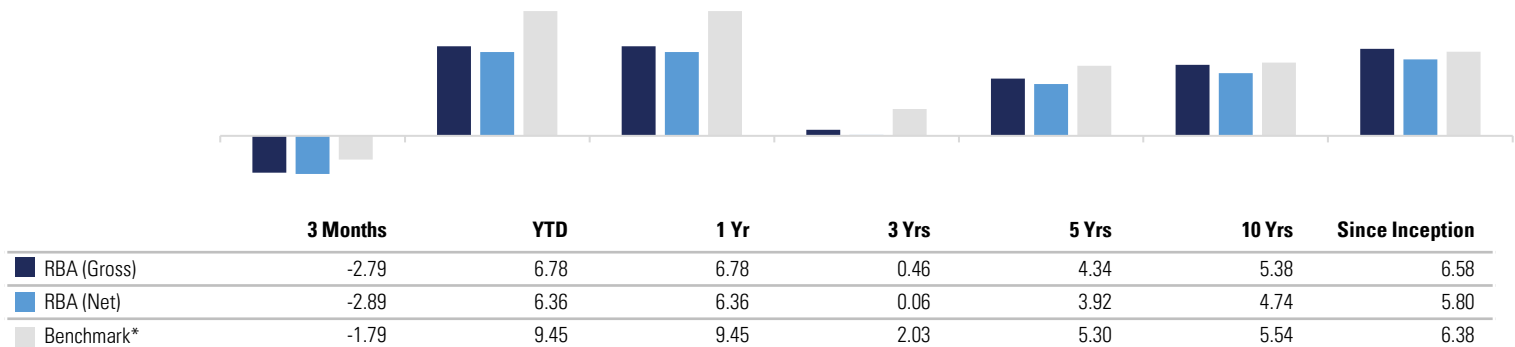 3 Months YTD 1 Yr 3 Yrs 5 Yrs 10 Yrs Since Inception
RBA (Gross) -2.79 6.78 6.78 0.46 4.34 5.38 6.58
RBA (Net) -2.89 6.36 6.36 0.06 3.92 4.74 5.80
Benchmark* -1.79 9.45 9.45 2.03 5.30 5.54 6.38